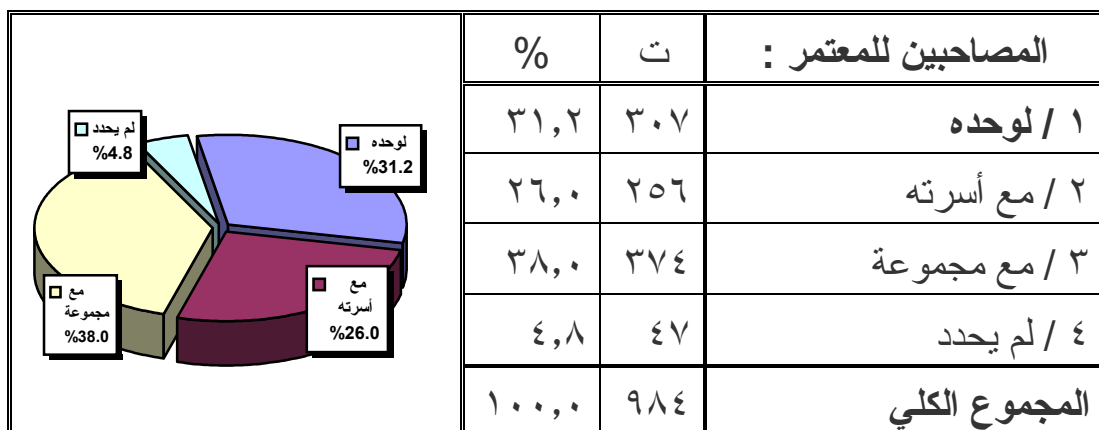 المصاحبين للمعتمر : ت %
١ / لوحده ٣٠٧ ٣١,٢
٢ / مع أسرته ٢٥٦ ٢٦,٠
٣ / مع مجموعة ٣٧٤ ٣٨,٠
٤ / لم يحدد ٤٧ ٤,٨
المجموع الكلي ٩٨٤ ١٠٠,٠
لوحده
%31.2
لم يحدد
%4.8
مع
أسرته
%26.0
مع
مجموعة
%38.0